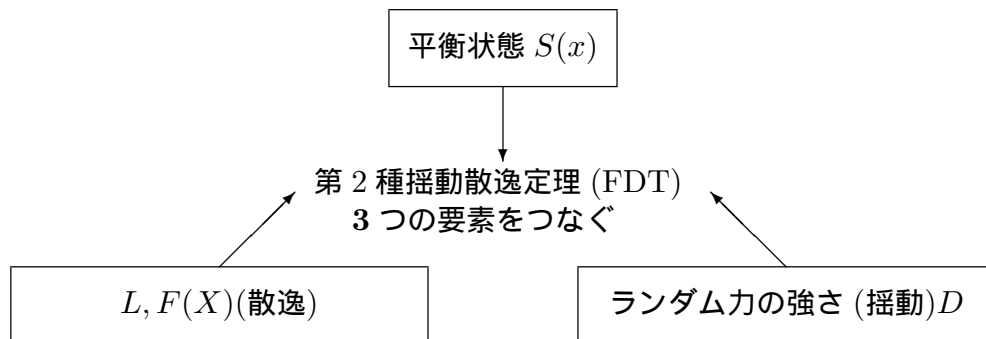 平衡状態 S(x)
第 2 種揺動散逸定理 (FDT)
3 つの要素をつなぐ
L, F(X)(散逸)
ランダム力の強さ (揺動)D